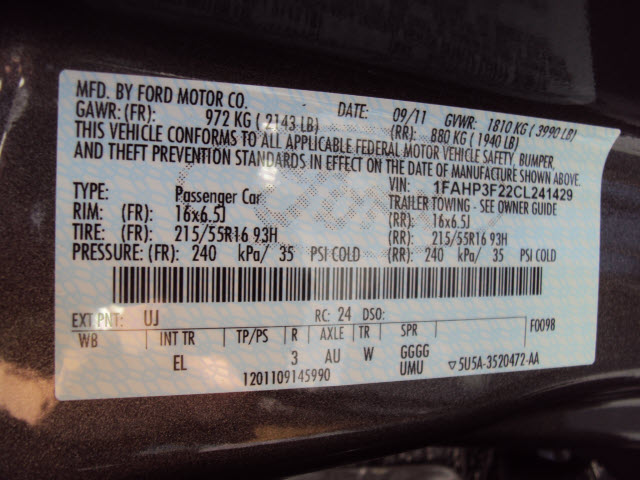 MFD. BY FORD MOTOR CO. DATE: 09/11 GVWR: 1810 KG ( 3990 LB)
GAWR: (FR): 972 KG ( 2143 LB) (RR): 880 KG ( 1940 LB)
THIS VEHICLE CONFORMS TO ALL APPLICABLE FEDERAL MOTOR VEHICLE SAFETY, BUMPER,
AND THEFT PREVENTION STANDARDS IN EFFECT ON THE DATE OF MANUFACTURE SHOWN ABOVE.
VIN: 1FAHP3F22CL241429
TYPE: Passenger Car TRAILER TOWING - SEE OWNER GUIDE
RIM: (FR): 16x6.5J (RR): 16x6.5J
TIRE: (FR): 215/55R16 93H (RR): 215/55R16 93H
PRESSURE: (FR): 240 kPa/ 35 PSI COLD (RR): 240 kPa/ 35 PSI COLD
EXT PNT: UJ RC: 24 DSO:
WB INT TR TP/PS R AXLE TR SPR F0098
EL 3 AU W GGGG
UMU ▽5U5A-3520472-AA
1201109145990